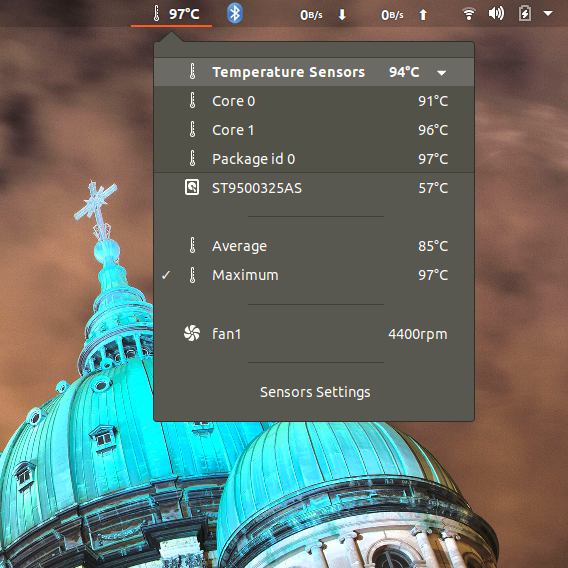 97°C 0B/s ⬇ 0B/s ⬆
Temperature Sensors 94°C
Core 0 91°C
Core 1 96°C
Package id 0 97°C
ST9500325AS 57°C
Average 85°C
✓ Maximum 97°C
fan1 4400rpm
Sensors Settings